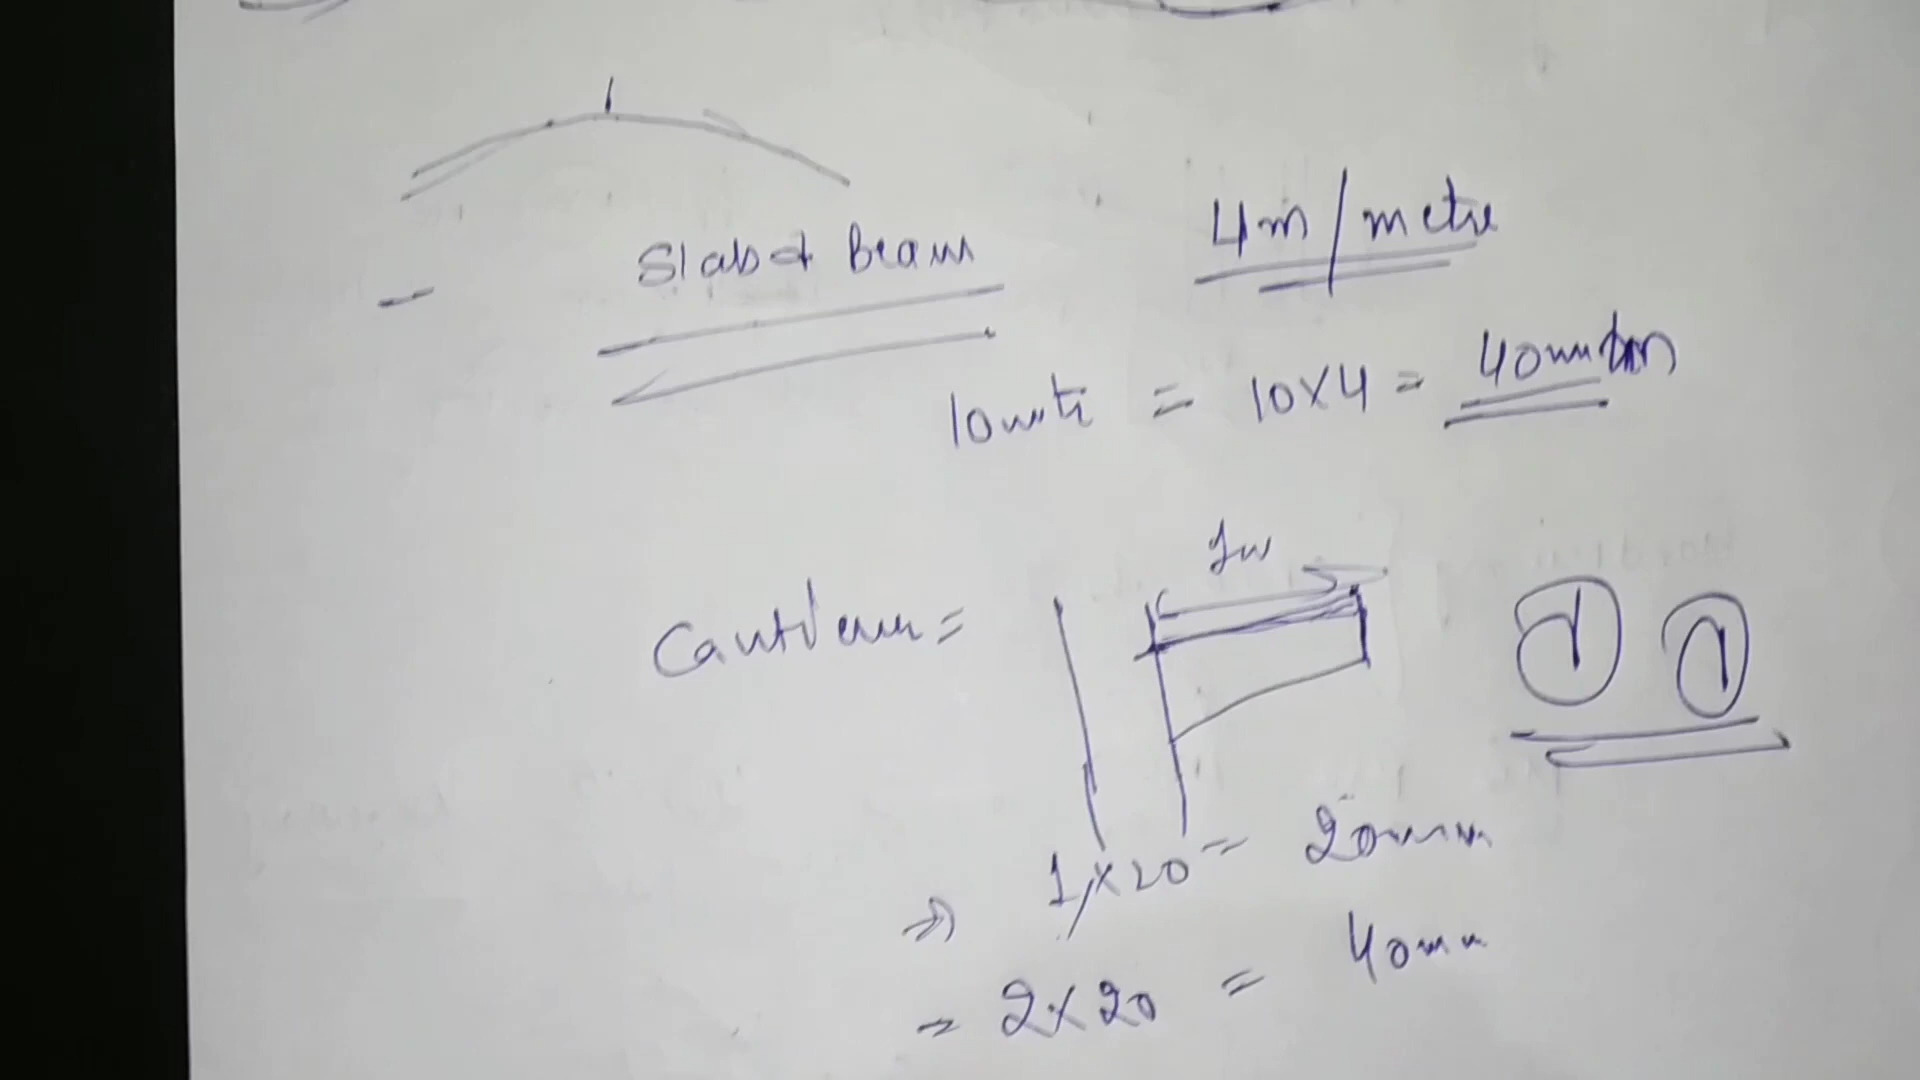 Slab & Beam
4m/metre
10mtr = 10x4 = 40mm
Cantilever =
1m
1x20 = 20mm
= 2x20 = 40mm